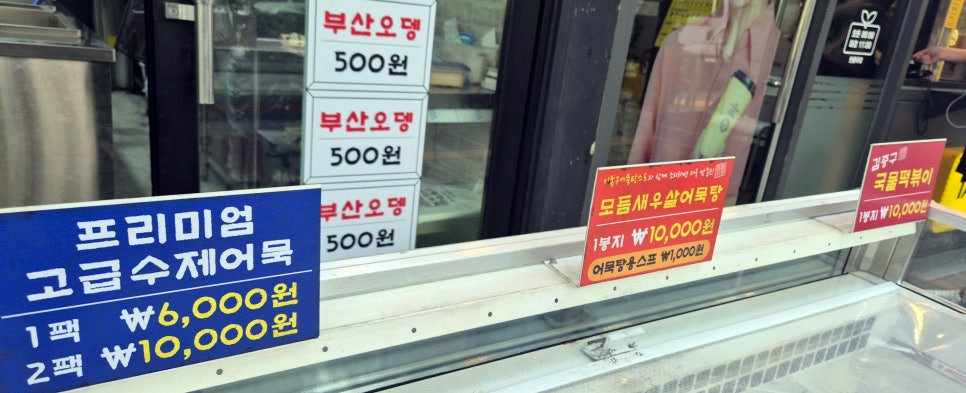 부산오뎅
500원
부산오뎅
500원
부산오뎅
500원
프리미엄
고급수제어묵
1팩 ₩6,000원
2팩 ₩10,000원
모듬새우살어묵탕
1봉지 ₩10,000원
어묵탕용스프 ₩1,000원
김종구
국물떡볶이
1봉지 ₩10,000원